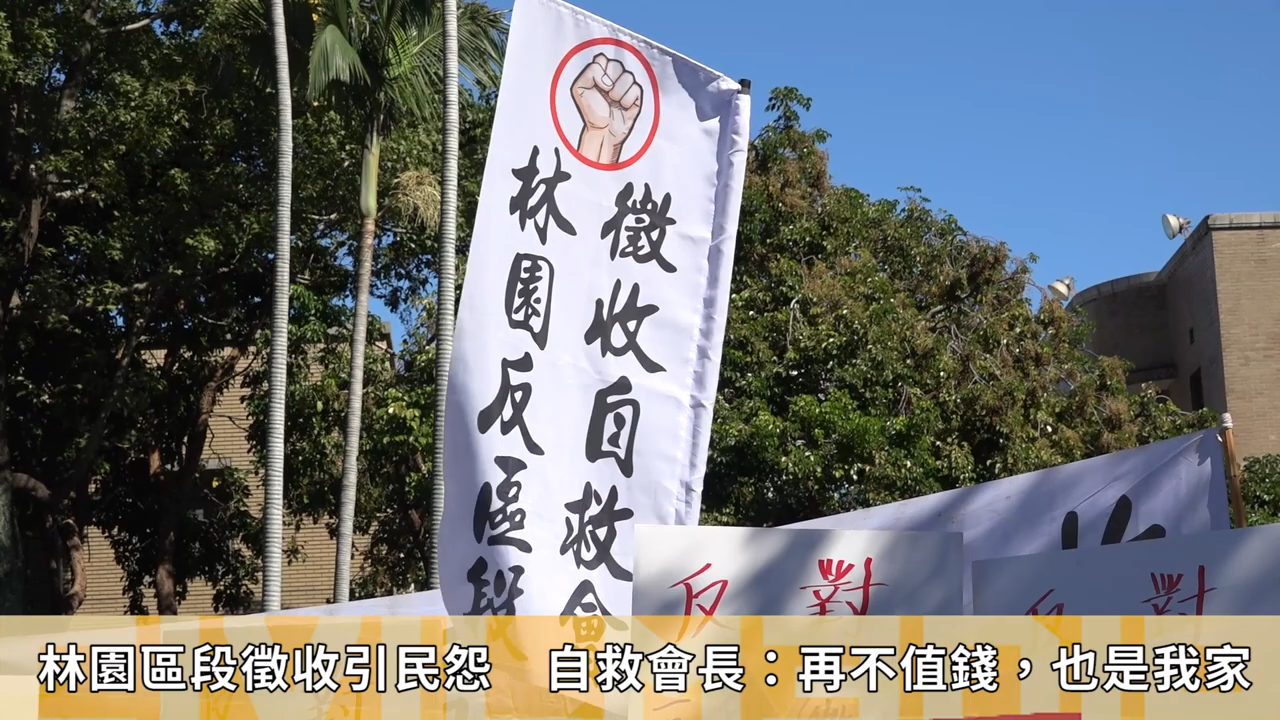 林園反區段
徵收自救會
反對
反對
林園區段徵收引民怨 自救會長：再不值錢，也是我家